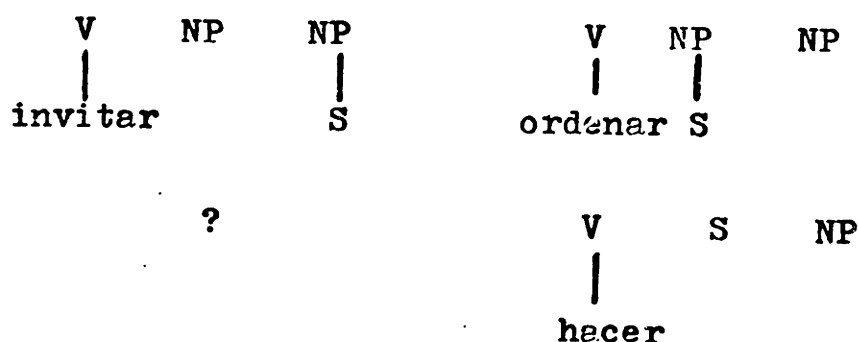 V NP NP V NP NP
invitar S ordenar S
? V S NP
hacer